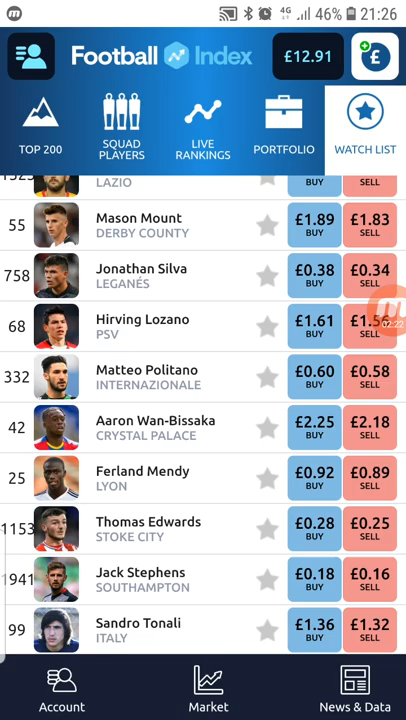 46% 21:26
4G
Football Index
£12.91
£
TOP 200
SQUAD PLAYERS
LIVE RANKINGS
PORTFOLIO
WATCH LIST
LAZIO
BUY
SELL
55
Mason Mount
DERBY COUNTY
£1.89 BUY
£1.83 SELL
758
Jonathan Silva
LEGANÉS
£0.38 BUY
£0.34 SELL
68
Hirving Lozano
PSV
£1.61 BUY
SELL
02:22
332
Matteo Politano
INTERNAZIONALE
£0.60 BUY
£0.58 SELL
42
Aaron Wan-Bissaka
CRYSTAL PALACE
£2.25 BUY
£2.18 SELL
25
Ferland Mendy
LYON
£0.92 BUY
£0.89 SELL
1153
Thomas Edwards
STOKE CITY
£0.28 BUY
£0.25 SELL
1941
Jack Stephens
SOUTHAMPTON
£0.18 BUY
£0.16 SELL
99
Sandro Tonali
ITALY
£1.36 BUY
£1.32 SELL
Account
Market
News & Data